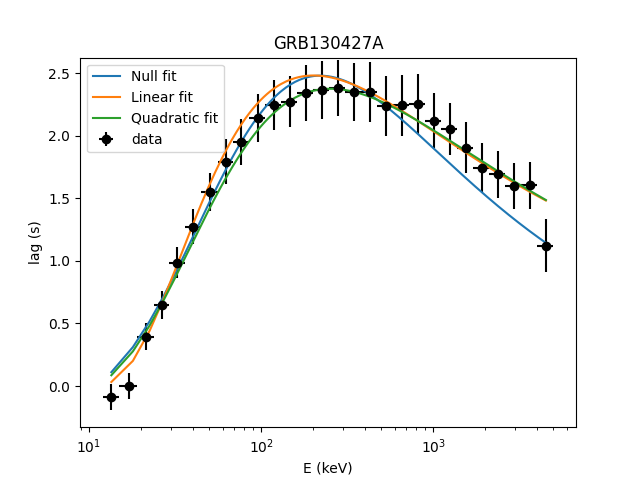 GRB130427A
Null fit
Linear fit
Quadratic fit
data
lag (s)
2.5
2.0
1.5
1.0
0.5
0.0
10¹ 10² 10³
E (keV)